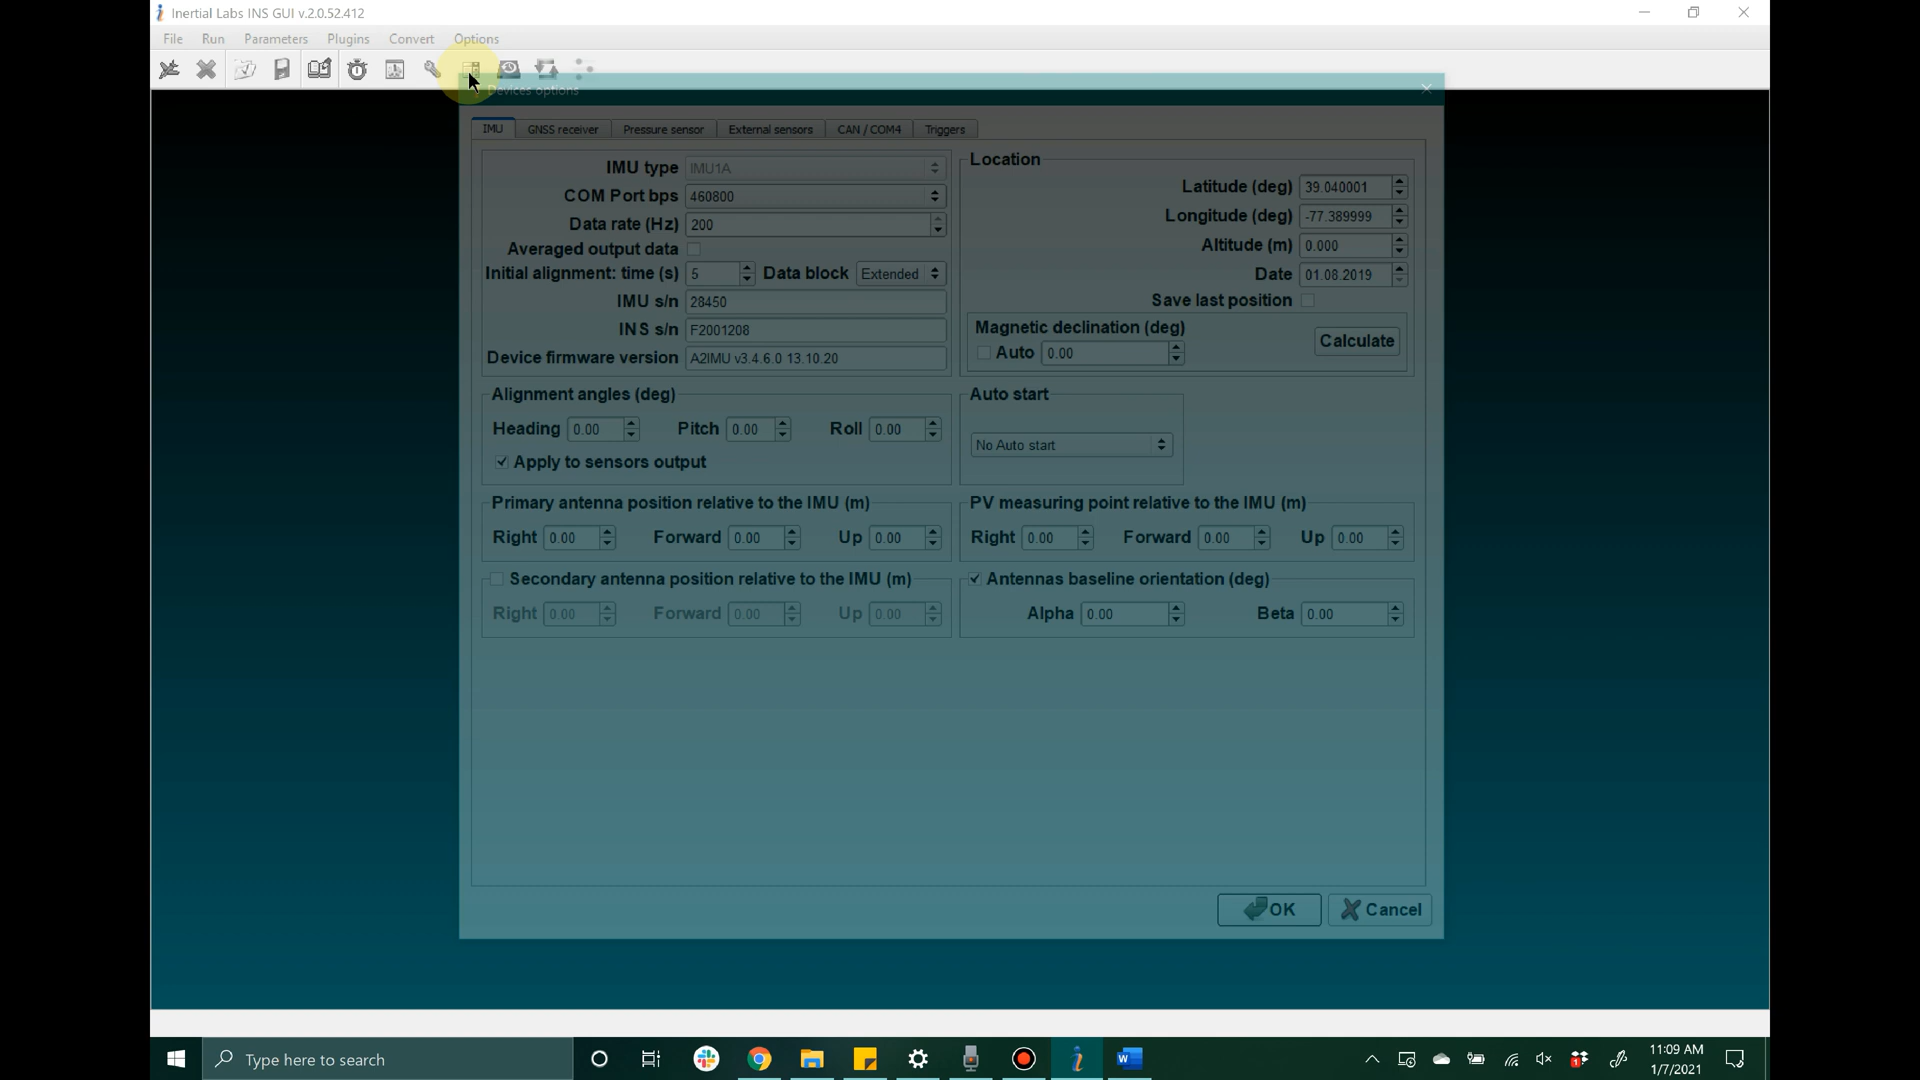 Inertial Labs INS GUI v.2.0.52.412
File Run Parameters Plugins Convert Options
Devices options
IMU GNSS receiver Pressure sensor External sensors CAN / COM4 Triggers
IMU type IMU1A
COM Port bps 460800
Data rate (Hz) 200
Averaged output data
Initial alignment: time (s) 5 Data block Extended
IMU s/n 28450
INS s/n F2001208
Device firmware version A2IMU v3.4.6.0 13.10.20
Location
Latitude (deg) 39.040001
Longitude (deg) -77.389999
Altitude (m) 0.000
Date 01.08.2019
Save last position
Magnetic declination (deg)
Auto 0.00 Calculate
Alignment angles (deg)
Heading 0.00 Pitch 0.00 Roll 0.00
Apply to sensors output
Auto start
No Auto start
Primary antenna position relative to the IMU (m)
Right 0.00 Forward 0.00 Up 0.00
PV measuring point relative to the IMU (m)
Right 0.00 Forward 0.00 Up 0.00
Secondary antenna position relative to the IMU (m)
Right 0.00 Forward 0.00 Up 0.00
Antennas baseline orientation (deg)
Alpha 0.00 Beta 0.00
OK Cancel
Type here to search
11:09 AM
1/7/2021